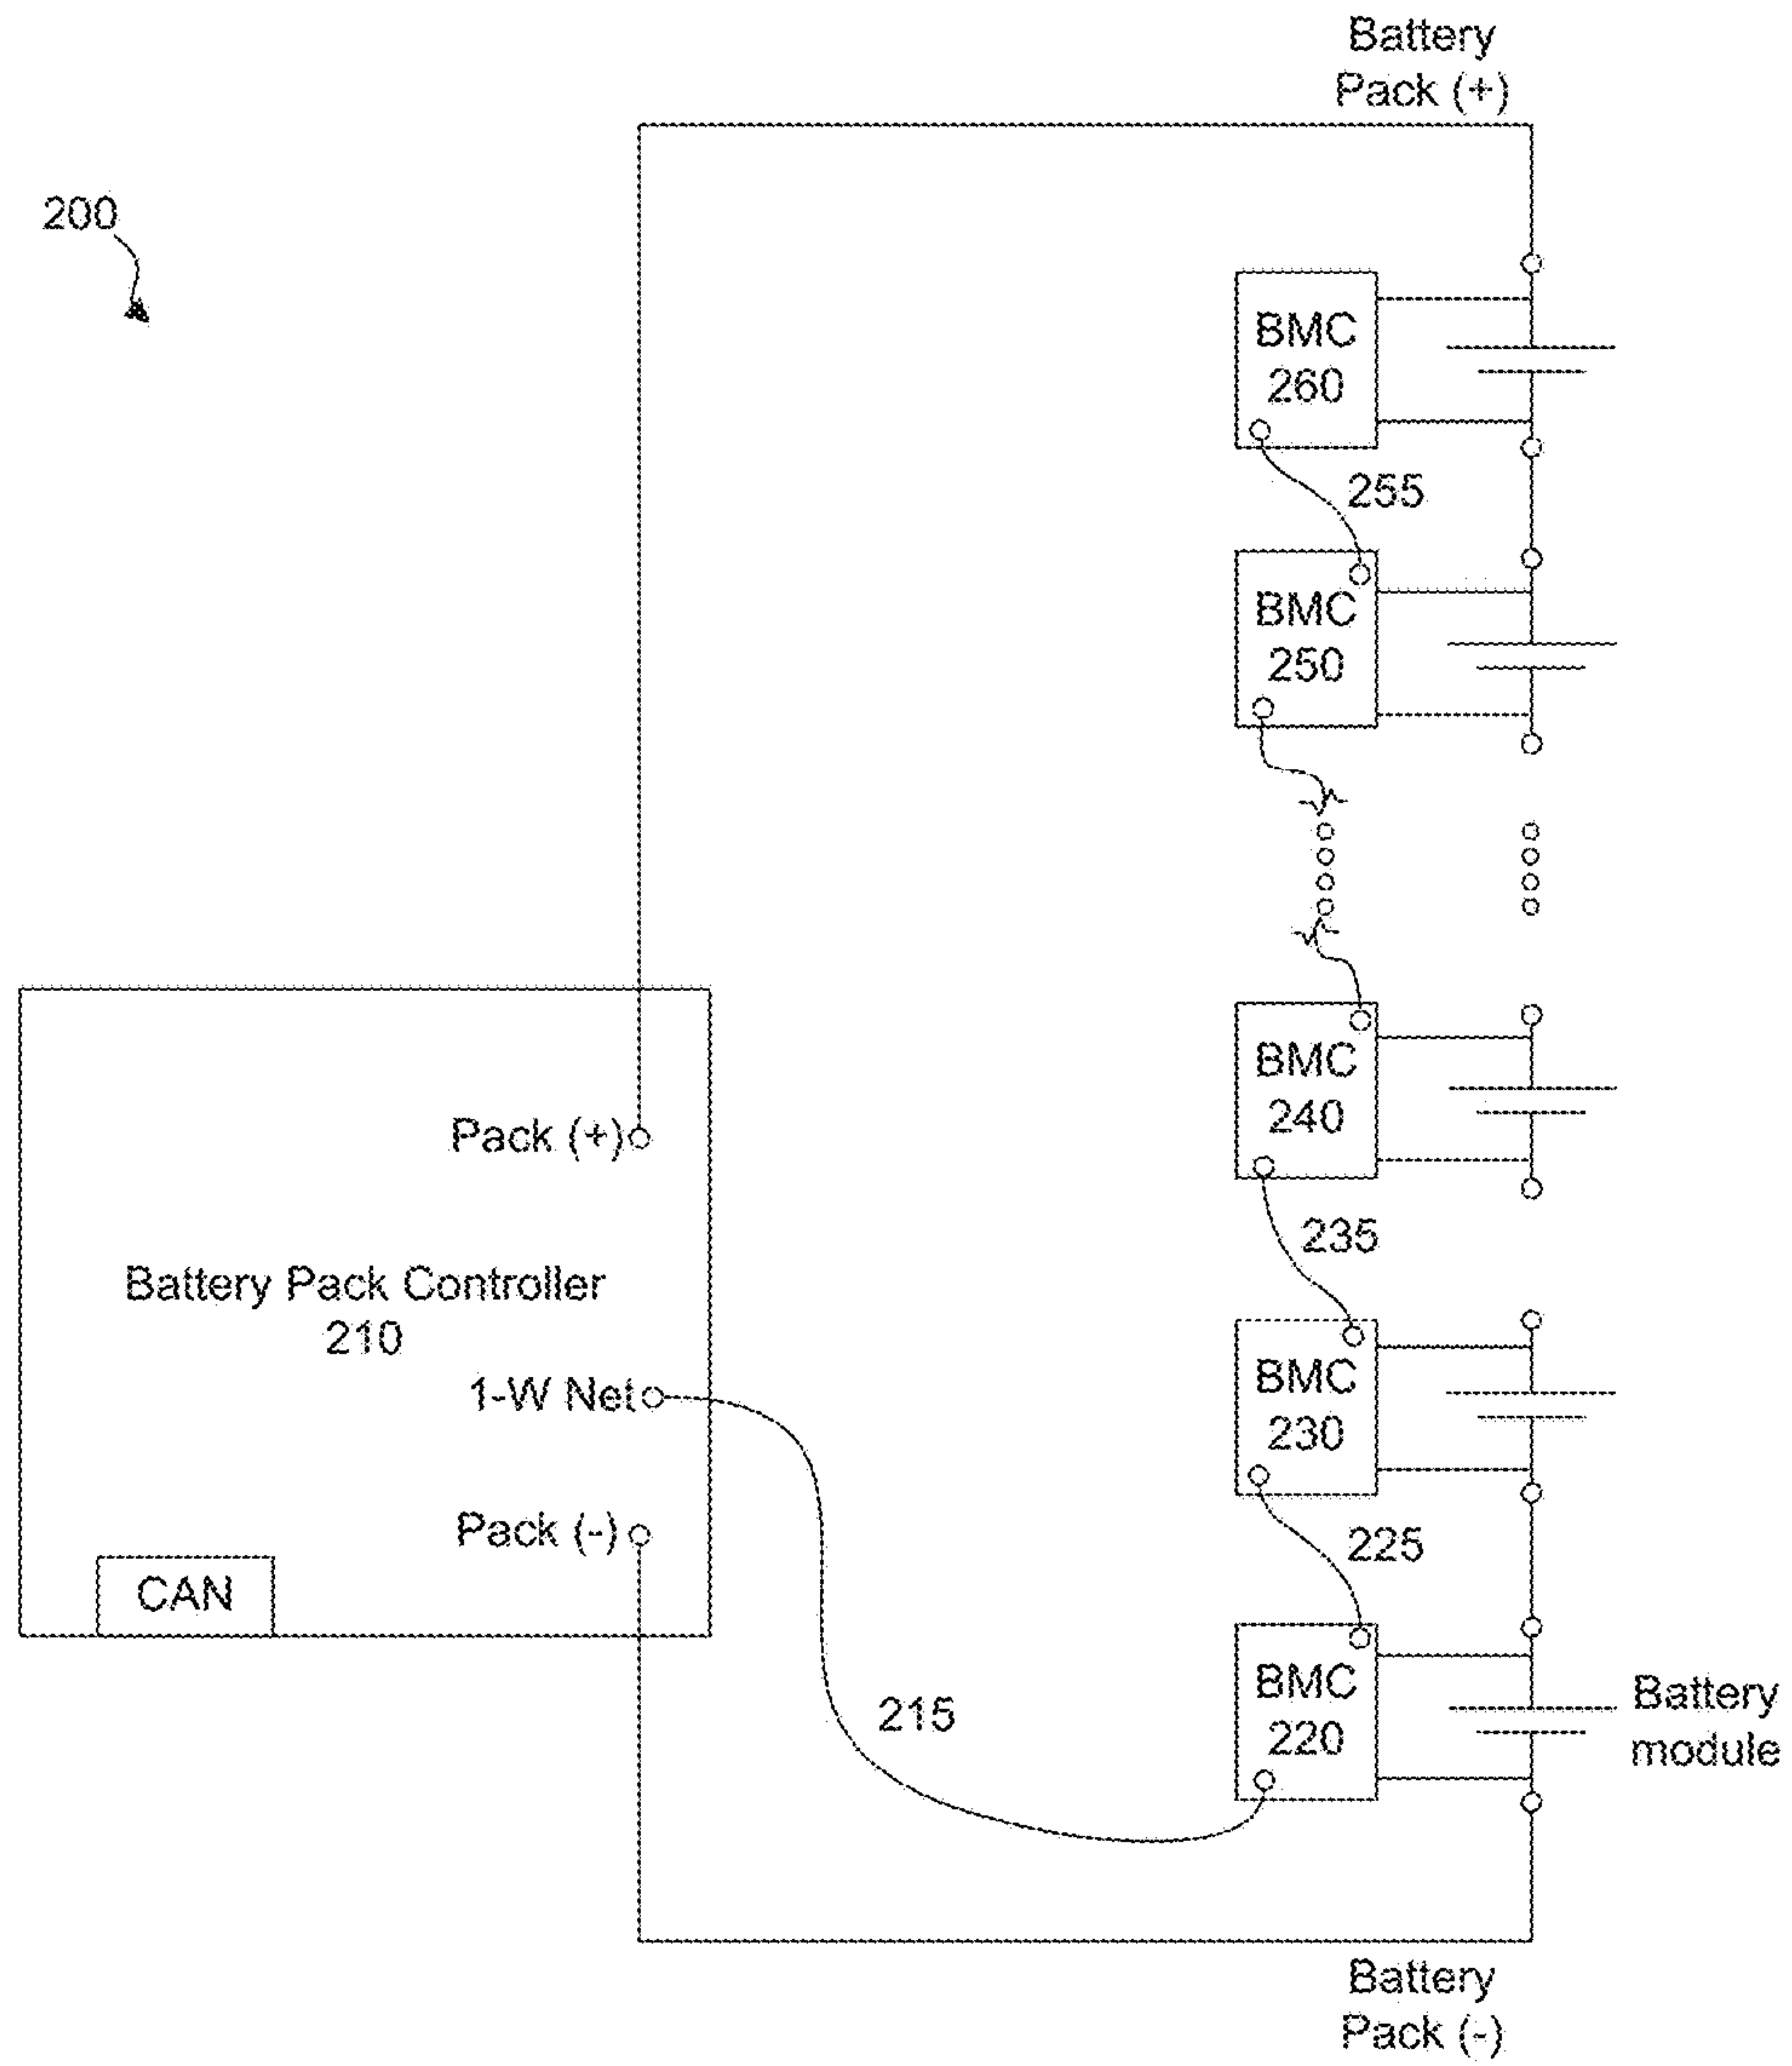 Battery
Pack (+)
200
BMC
260
255
BMC
250
BMC
240
Pack (+)
235
Battery Pack Controller
210
BMC
230
1-W Net
Pack (-)
225
CAN
BMC
220
Battery
module
215
Battery
Pack (-)